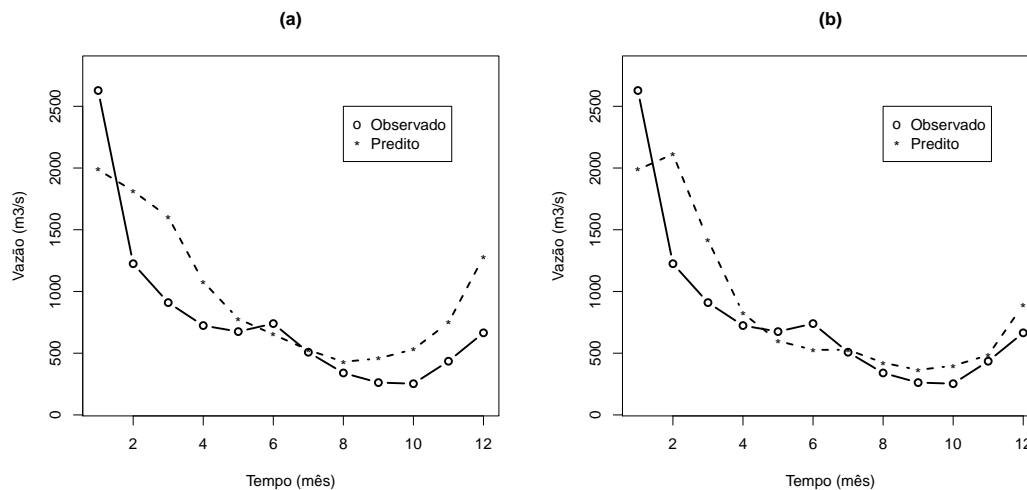 (a)
2500
2000
1500
1000
500
0
Vazão (m3/s)
o Observado
* Predito
2 4 6 8 10 12
Tempo (mês)
(b)
2500
2000
1500
1000
500
0
Vazão (m3/s)
o Observado
* Predito
2 4 6 8 10 12
Tempo (mês)